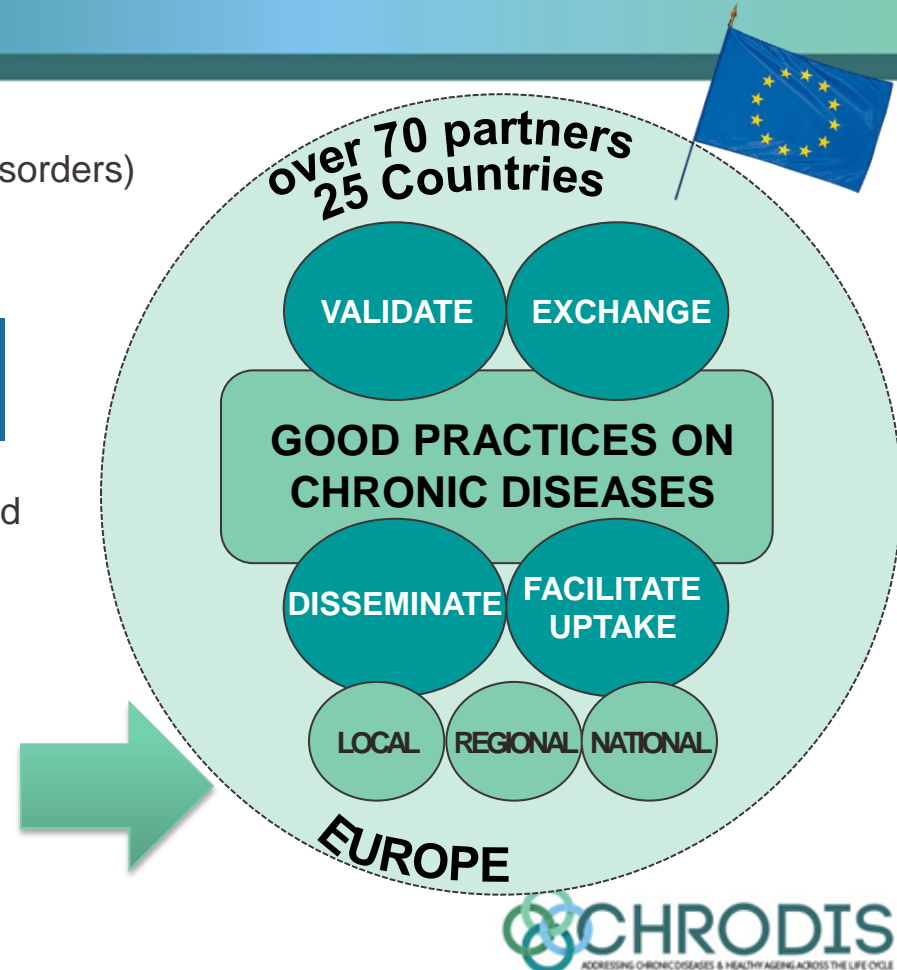 sorders)
d
over 70 partners
25 Countries
VALIDATE
EXCHANGE
GOOD PRACTICES ON
CHRONIC DISEASES
DISSEMINATE
FACILITATE
UPTAKE
LOCAL
REGIONAL
NATIONAL
EUROPE
CHRODIS
ADDRESSING CHRONIC DISEASES & HEALTHY AGEING ACROSS THE LIFE CYCLE